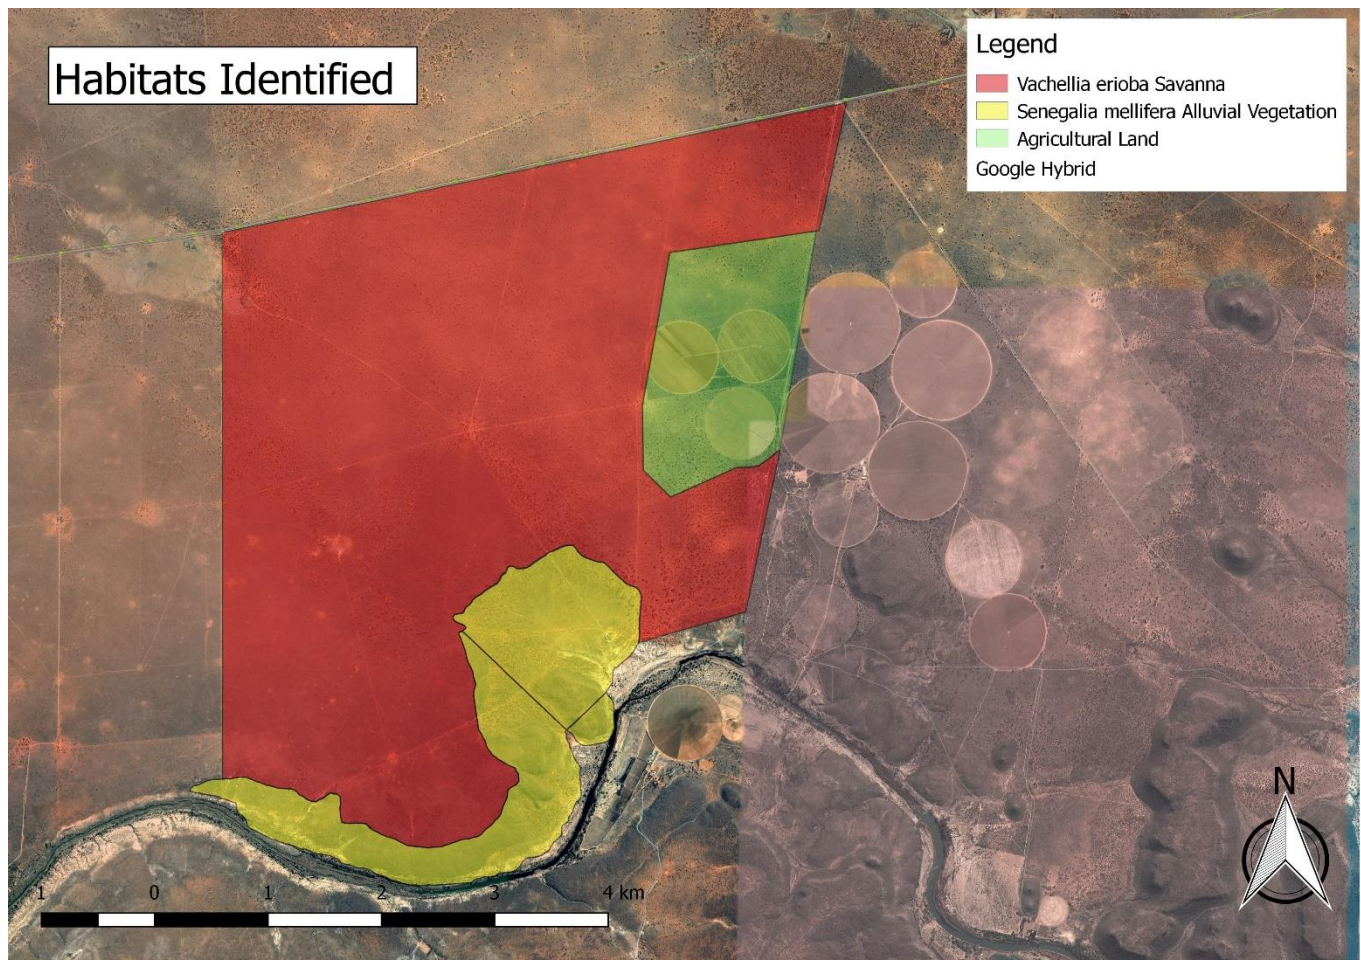 Habitats Identified
Legend
Vachellia erioba Savanna
Senegalia mellifera Alluvial Vegetation
Agricultural Land
Google Hybrid
N
1 0 1 2 3 4 km